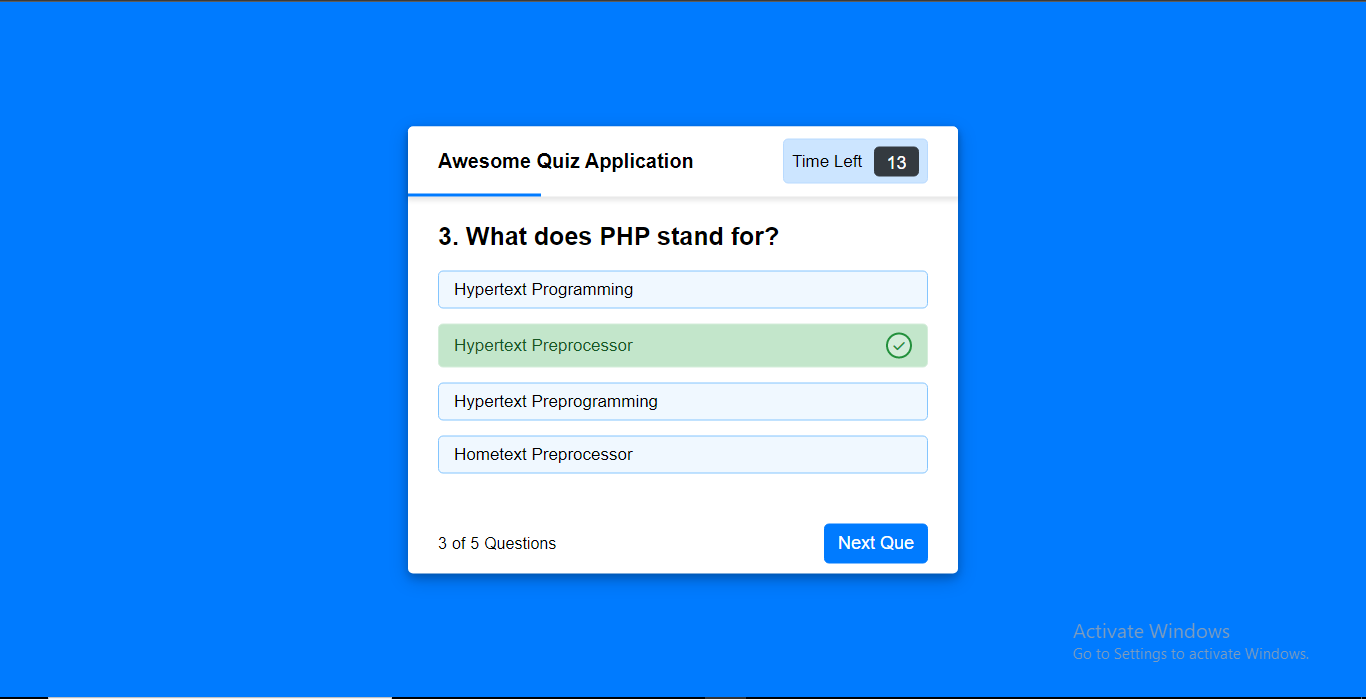 Awesome Quiz Application
Time Left 13
3. What does PHP stand for?
Hypertext Programming
Hypertext Preprocessor
Hypertext Preprogramming
Hometext Preprocessor
3 of 5 Questions
Next Que
Activate Windows
Go to Settings to activate Windows.